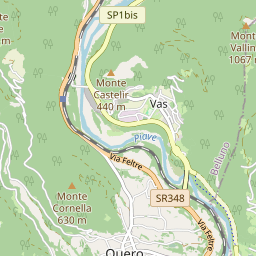 SP1bis
Monte
Vallin
1067 m
Monte
Castelir
440 m
Vas
Piave
Via Feltre
Belluno
Monte
Cornella
630 m
SR348
Via Feltre
Quero